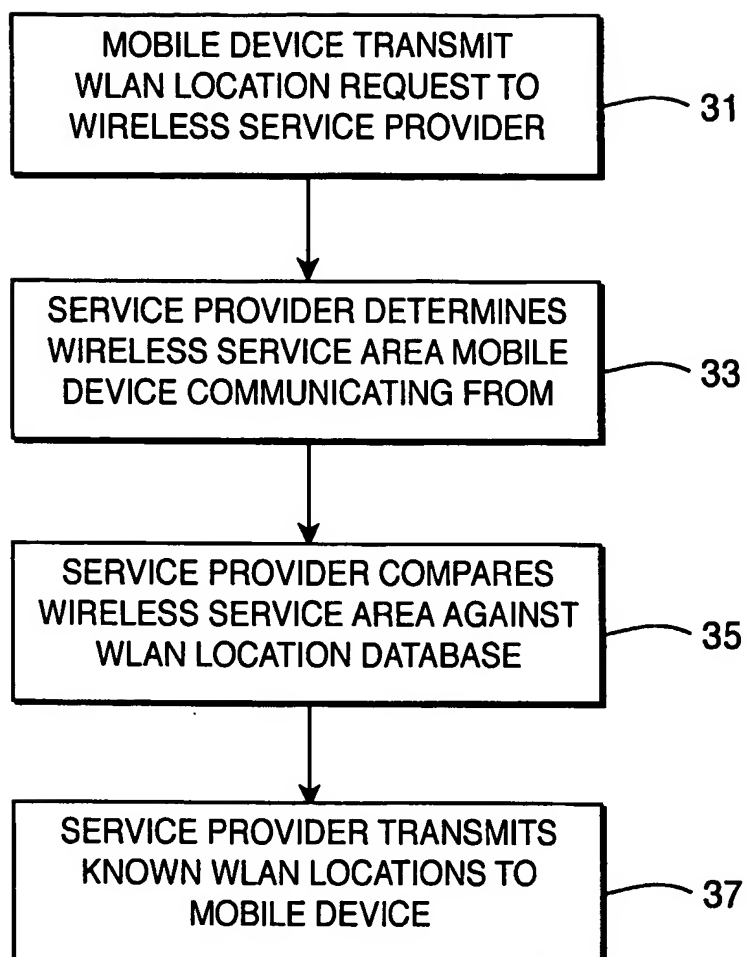 MOBILE DEVICE TRANSMIT
WLAN LOCATION REQUEST TO
WIRELESS SERVICE PROVIDER
31
SERVICE PROVIDER DETERMINES
WIRELESS SERVICE AREA MOBILE
DEVICE COMMUNICATING FROM
33
SERVICE PROVIDER COMPARES
WIRELESS SERVICE AREA AGAINST
WLAN LOCATION DATABASE
35
SERVICE PROVIDER TRANSMITS
KNOWN WLAN LOCATIONS TO
MOBILE DEVICE
37